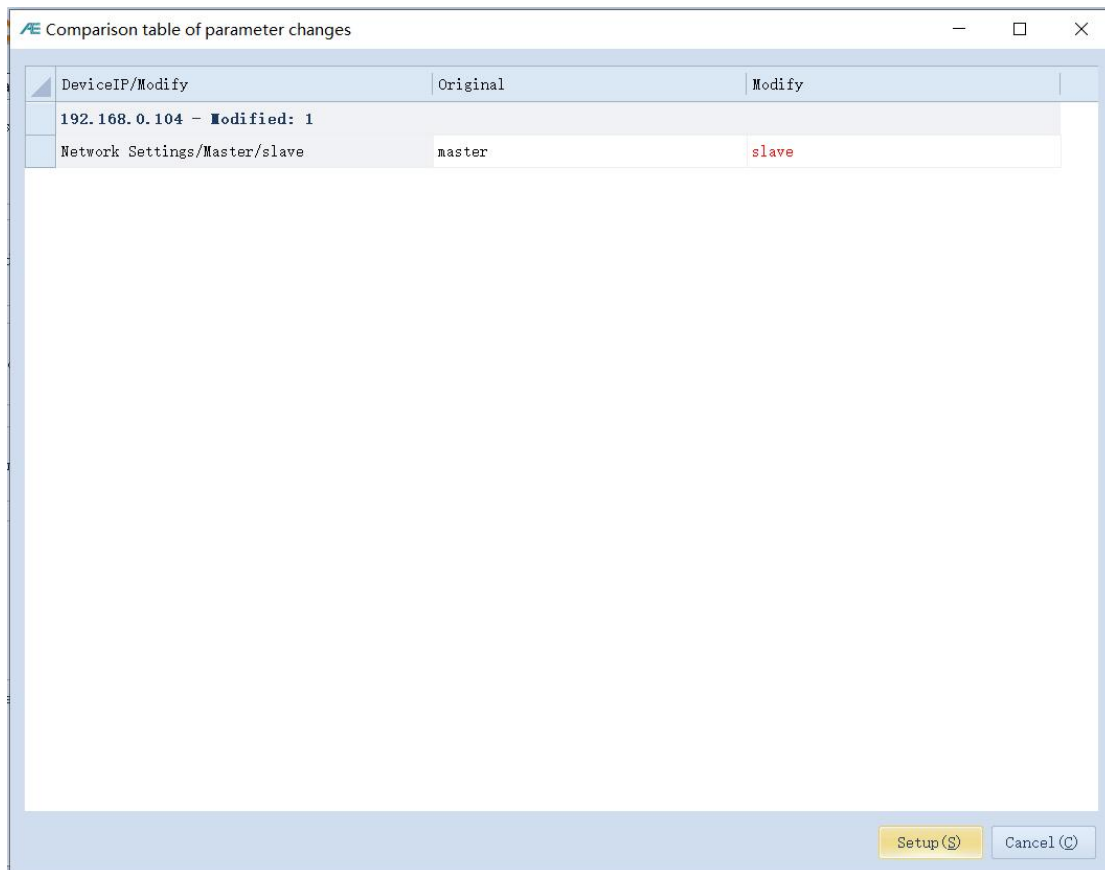 Æ Comparison table of parameter changes
DeviceIP/Modify Original Modify
192.168.0.104 - Modified: 1
Network Settings/Master/slave master slave
Setup(S) Cancel(C)